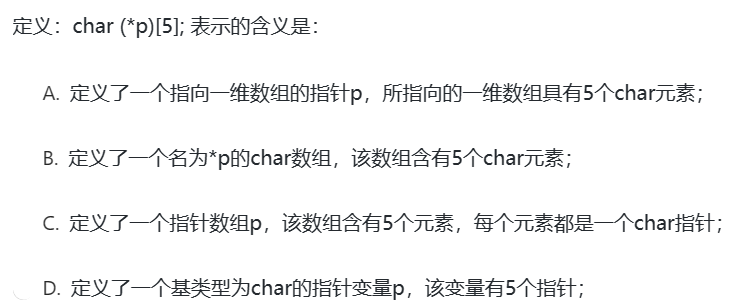 定义：char (*p)[5]; 表示的含义是：
A. 定义了一个指向一维数组的指针p，所指向的一维数组具有5个char元素；
B. 定义了一个名为*p的char数组，该数组含有5个char元素；
C. 定义了一个指针数组p，该数组含有5个元素，每个元素都是一个char指针；
D. 定义了一个基类型为char的指针变量p，该变量有5个指针；